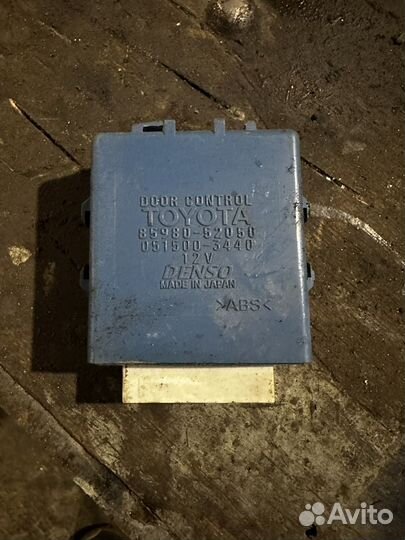 DOOR CONTROL
TOYOTA
85980-52050
051500-3440
12V
DENSO
MADE IN JAPAN
>ABS<
Avito